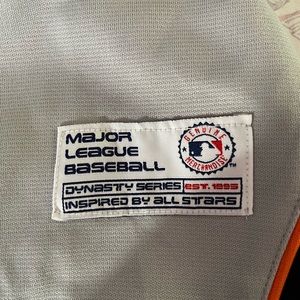 MAJOR
LEAGUE
BASEBALL
GENUINE
MERCHANDISE
DYNASTY SERIES EST. 1995
INSPIRED BY ALL STARS